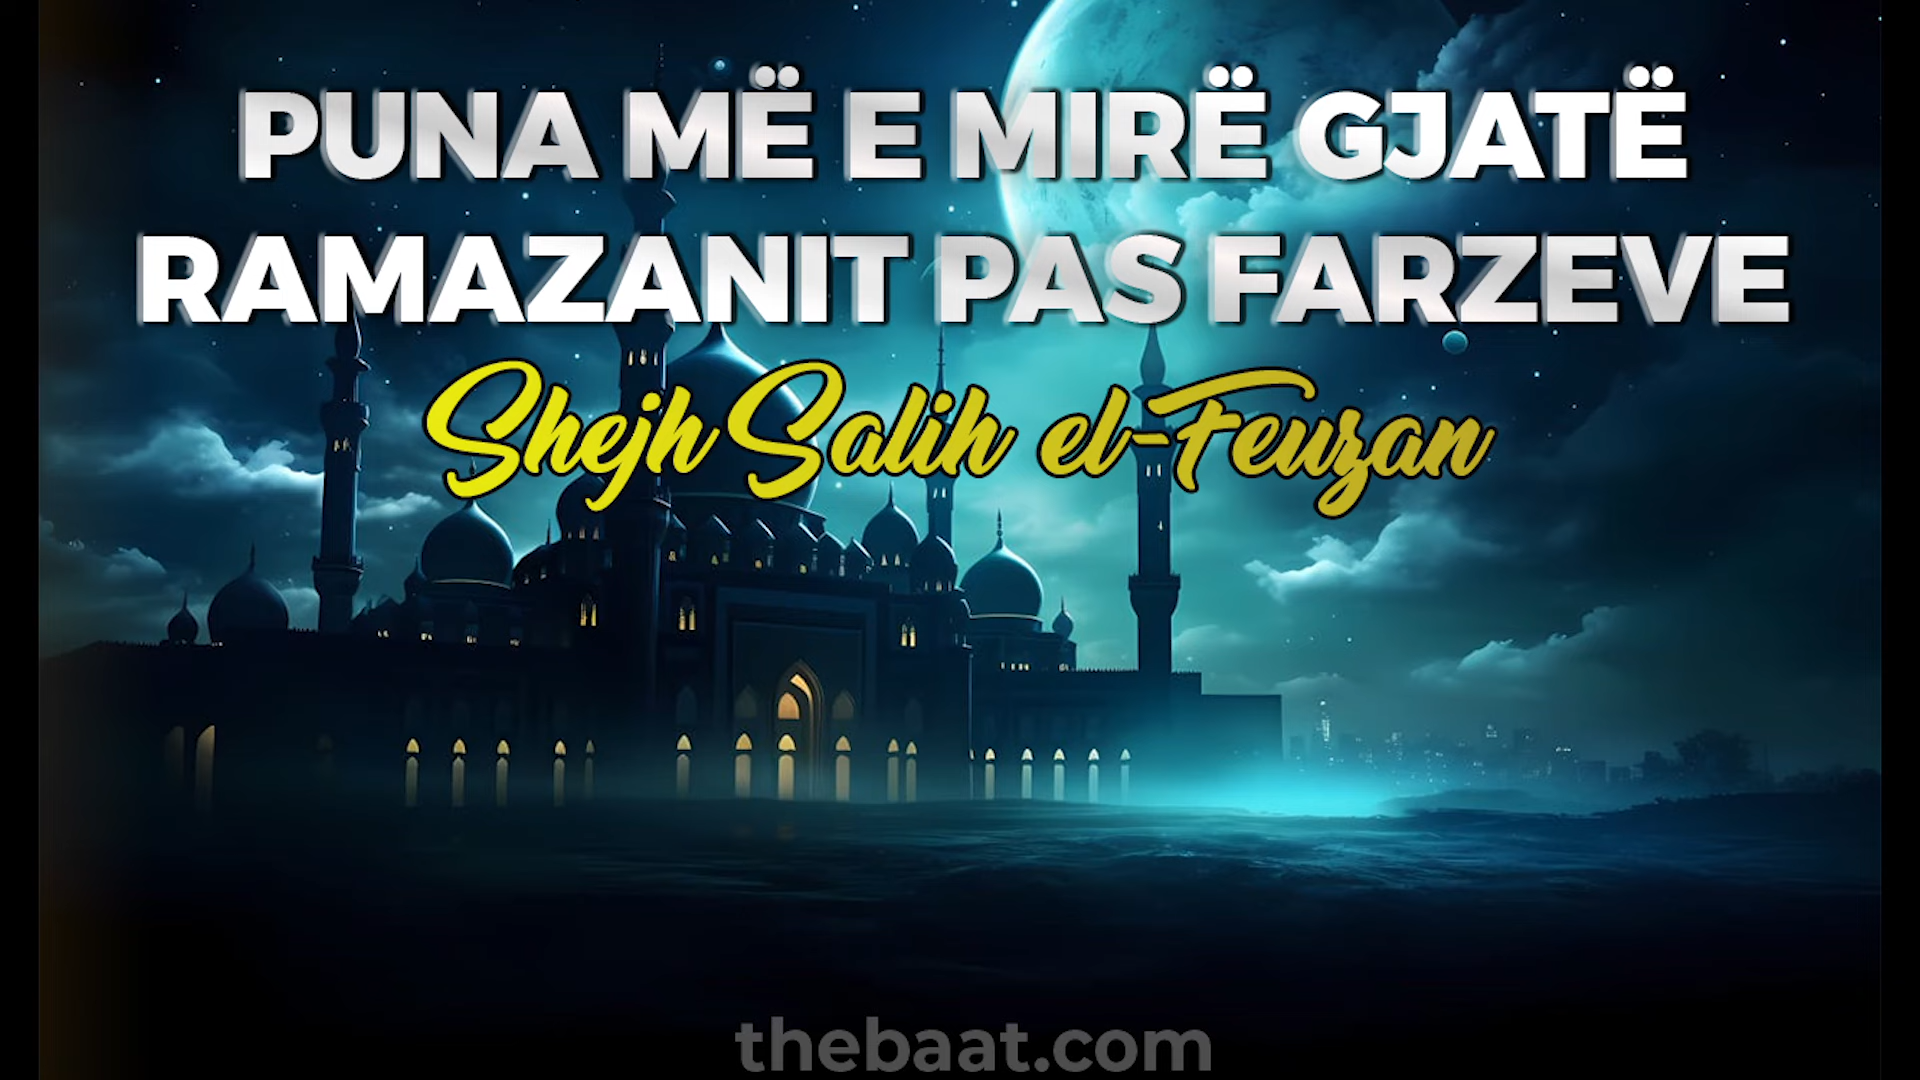 PUNA MË E MIRË GJATË
RAMAZANIT PAS FARZEVE
Shejh Salih el-Feuzan
thebaat.com